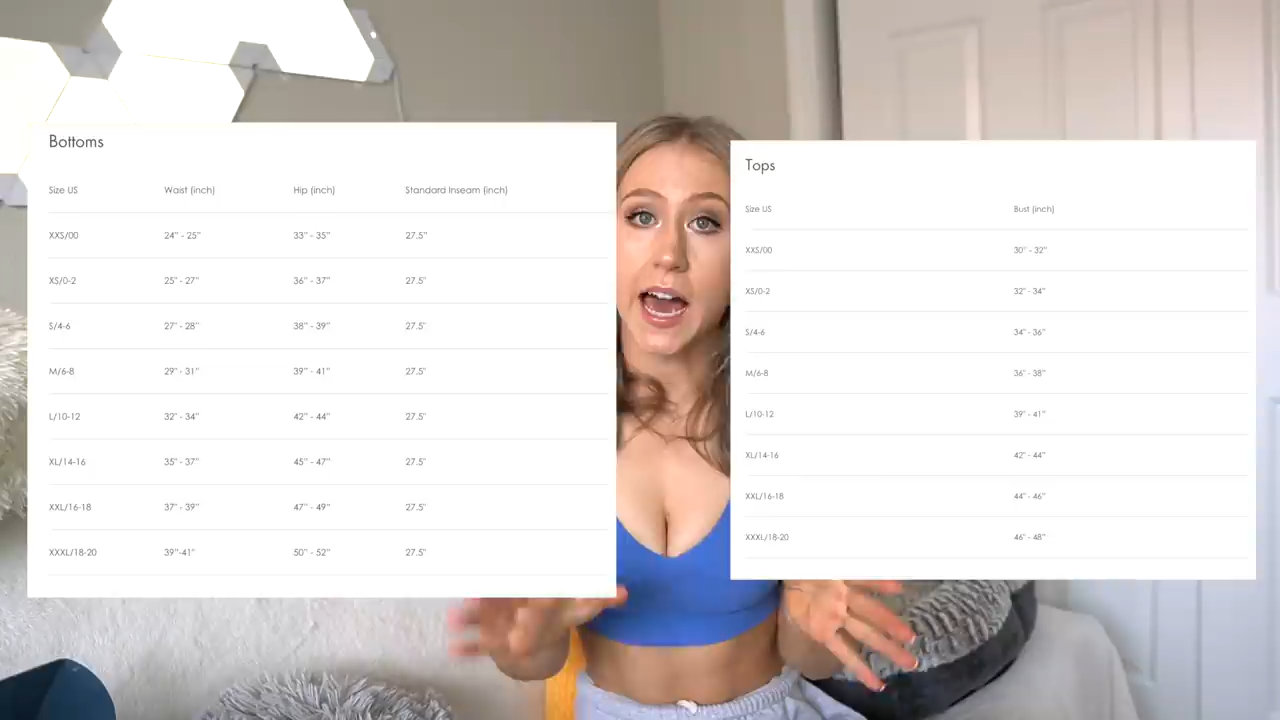 Bottoms
Size US Waist (inch) Hip (inch) Standard Inseam (inch)
XXS/00 24" - 25" 33" - 35" 27.5"
XS/0-2 25" - 27" 36" - 37" 27.5"
S/4-6 27" - 28" 38" - 39" 27.5"
M/6-8 29" - 31" 39" - 41" 27.5"
L/10-12 32" - 34" 42" - 44" 27.5"
XL/14-16 35" - 37" 45" - 47" 27.5"
XXL/16-18 37" - 39" 47" - 49" 27.5"
XXXL/18-20 39"-41" 50" - 52" 27.5"
Tops
Size US Bust (inch)
XXS/00 30" - 32"
XS/0-2 32" - 34"
S/4-6 34" - 36"
M/6-8 36" - 38"
L/10-12 39" - 41"
XL/14-16 42" - 44"
XXL/16-18 44" - 46"
XXXL/18-20 46" - 48"